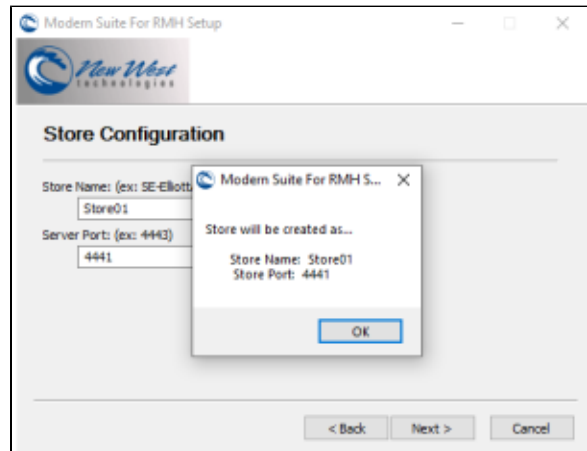 Modern Suite For RMH Setup
New West
technologies
Store Configuration
Store Name: (ex: SE-Eliott
Store01
Server Port: (ex: 4443)
4441
Modern Suite For RMH S...
Store will be created as...
Store Name: Store01
Store Port: 4441
OK
< Back
Next >
Cancel